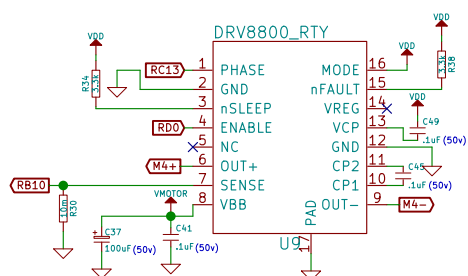 DRV8800_RTY
VDD
R34
3.3k
RC13
1 PHASE
2 GND
3 nSLEEP
RD0
4 ENABLE
5 NC
M4+
6 OUT+
RB10
7 SENSE
8 VBB
R30
10m
VMOTOR
C37
100uF (50v)
C41
.1uF (50v)
MODE 16
VDD
nFAULT 15
VDD
R38
3.3k
VREG 14
VCP 13
VDD
C49
.1uF (50v)
GND 12
CP2 11
CP1 10
C45
.1uF (50v)
OUT- 9
M4-
PAD
17
U9